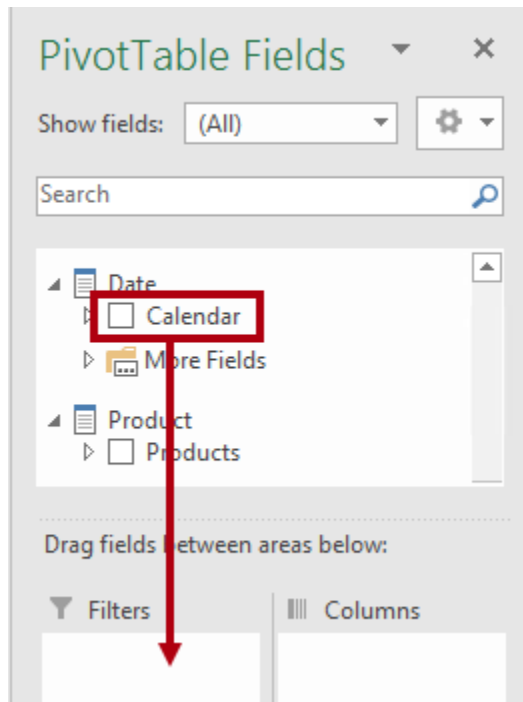 PivotTable Fields
Show fields: (All)
Search
Date
Calendar
More Fields
Product
Products
Drag fields between areas below:
Filters Columns